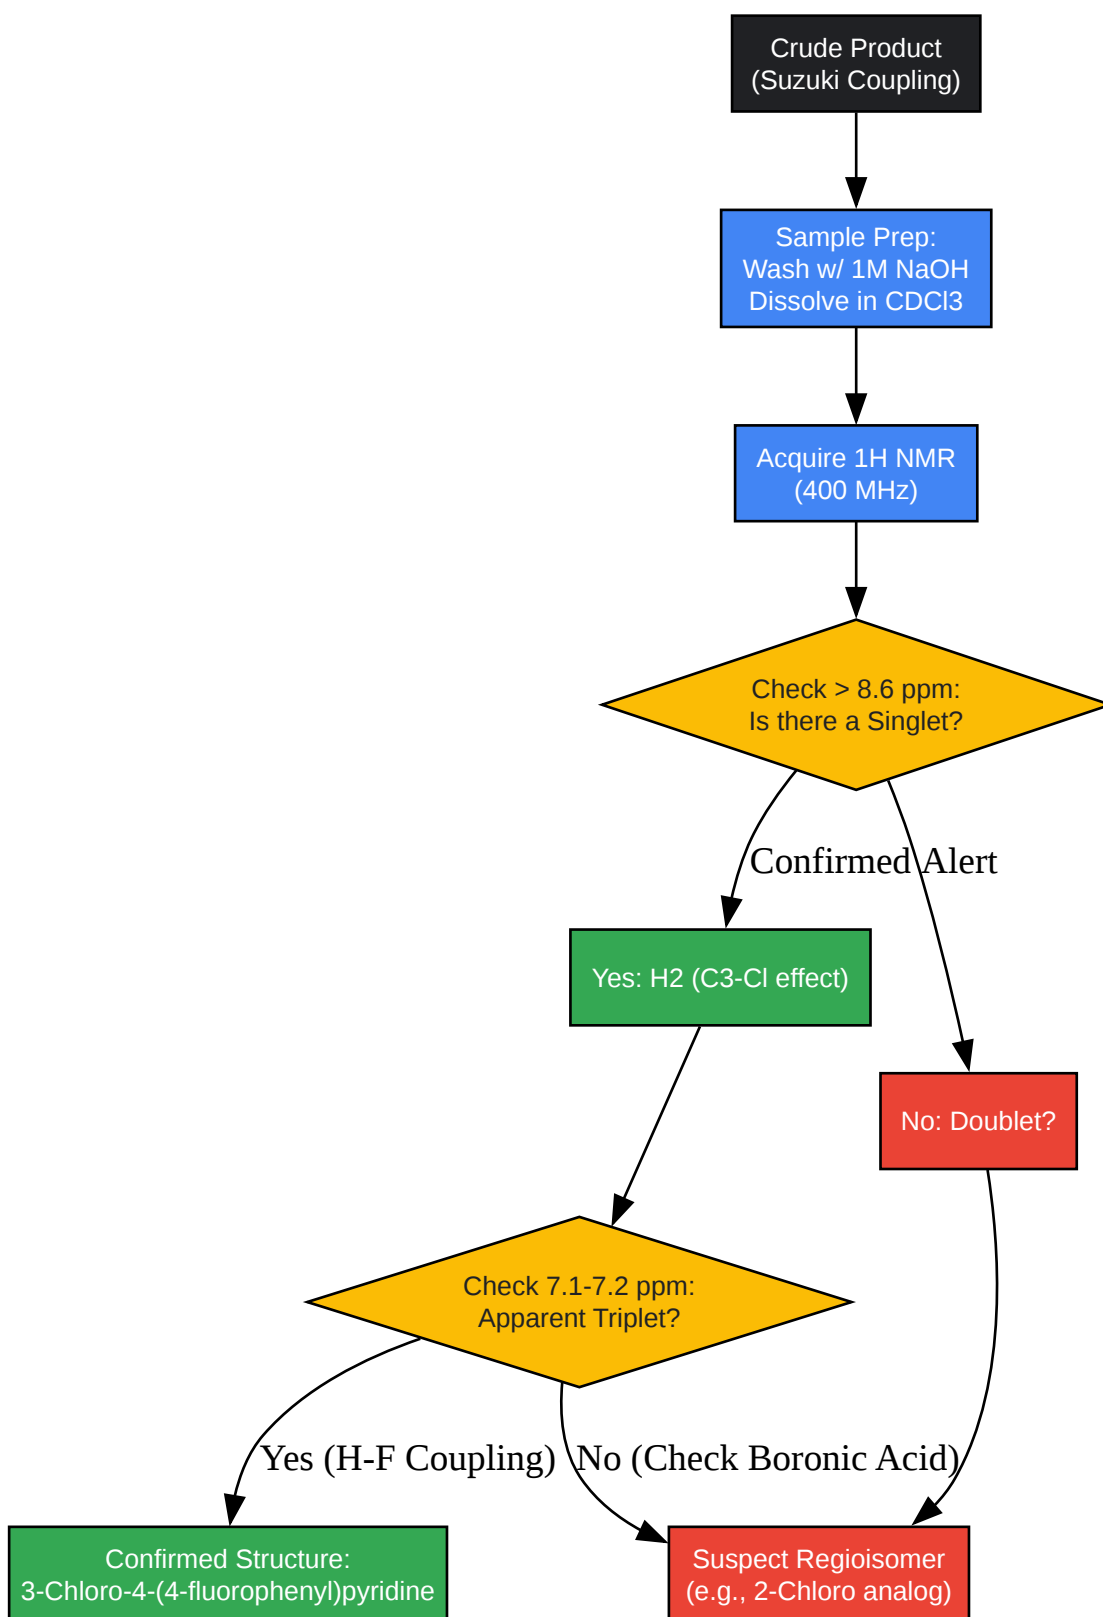 Crude Product
(Suzuki Coupling)
Sample Prep:
Wash w/ 1M NaOH
Dissolve in CDCl3
Acquire 1H NMR
(400 MHz)
Check > 8.6 ppm:
Is there a Singlet?
Confirmed
Alert
Yes: H2 (C3-Cl effect)
No: Doublet?
Check 7.1-7.2 ppm:
Apparent Triplet?
Yes (H-F Coupling)
No (Check Boronic Acid)
Confirmed Structure:
3-Chloro-4-(4-fluorophenyl)pyridine
Suspect Regioisomer
(e.g., 2-Chloro analog)